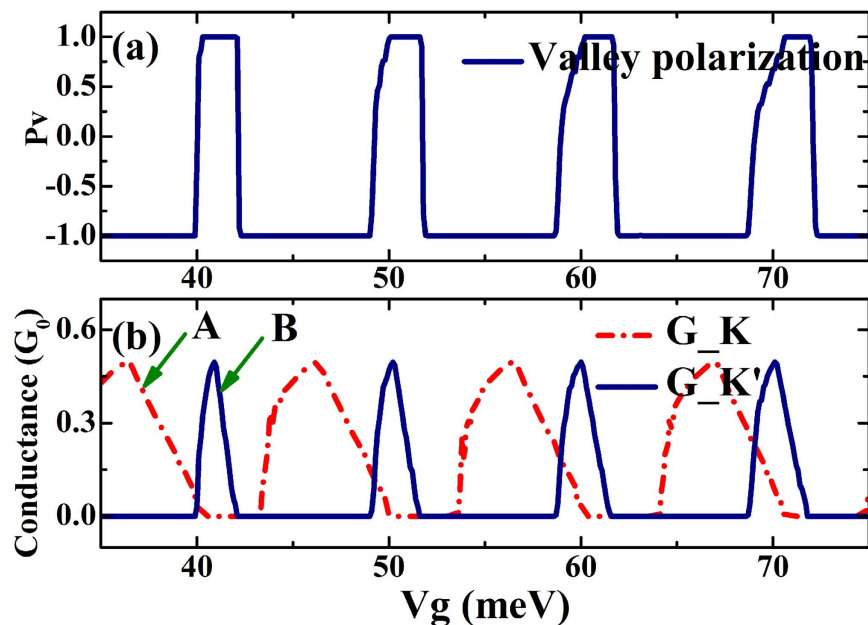 (a)
Valley polarization
Pv
1.0
0.5
0.0
-0.5
-1.0
40 50 60 70
(b)
A B
G_K
G_K'
Conductance (G₀)
0.6
0.3
0.0
40 50 60 70
Vg (meV)